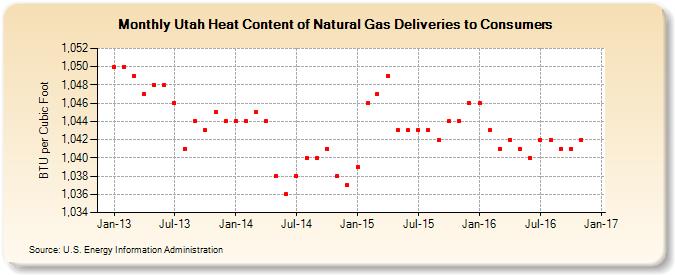 Monthly Utah Heat Content of Natural Gas Deliveries to Consumers
BTU per Cubic Foot
1,052
1,050
1,048
1,046
1,044
1,042
1,040
1,038
1,036
1,034
Jan-13 Jul-13 Jan-14 Jul-14 Jan-15 Jul-15 Jan-16 Jul-16 Jan-17
Source: U.S. Energy Information Administration